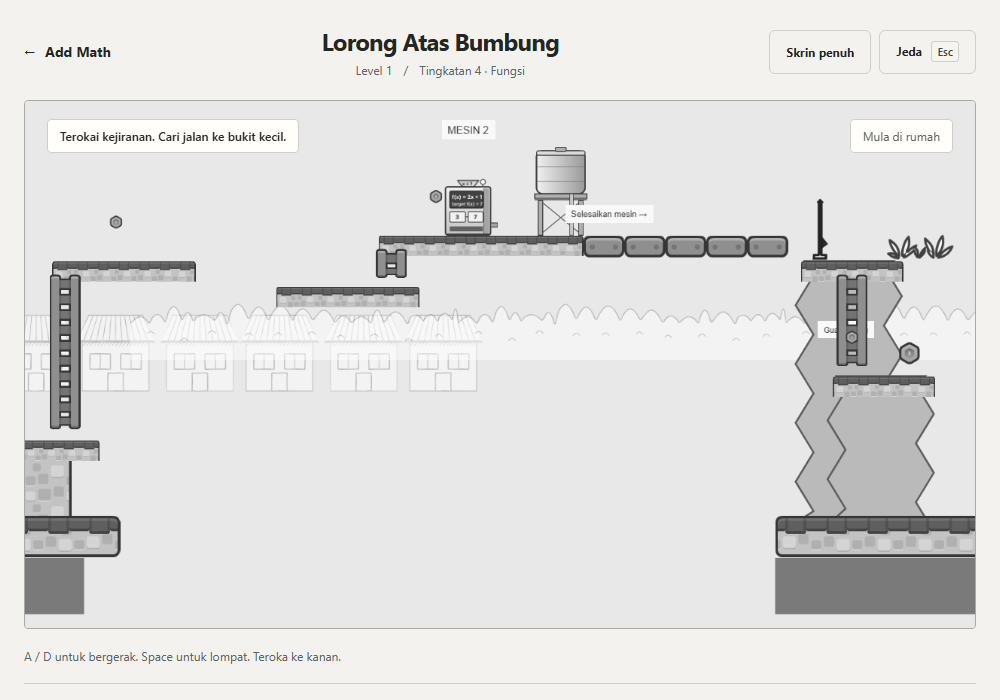 ← Add Math
Lorong Atas Bumbung
Level 1 / Tingkatan 4 · Fungsi
Skrin penuh
Jeda Esc
Terokai kejiranan. Cari jalan ke bukit kecil.
MESIN 2
Mula di rumah
f(x) = 2x + 1
target f(x) = 7
3 7
Selesaikan mesin →
A / D untuk bergerak. Space untuk lompat. Teroka ke kanan.